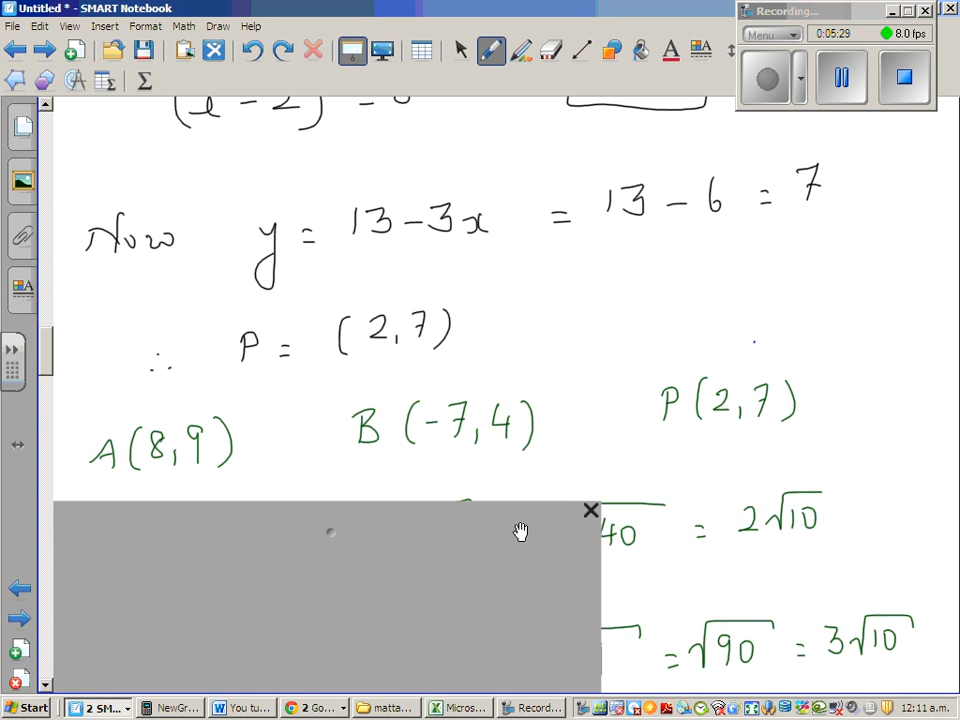 Untitled * - SMART Notebook
File Edit View Insert Format Math Draw Help
Recording...
Menu 0:05:29 8.0 fps
(x - 2) = 0
Now y = 13 - 3x = 13 - 6 = 7
∴ P = (2, 7)
A(8, 9) B(-7, 4) P(2, 7)
40 = 2√10
= √90 = 3√10
Start 2 SM... NewGr... You tu... 2 Go... matta... Micros... Record... 12:11 a.m.